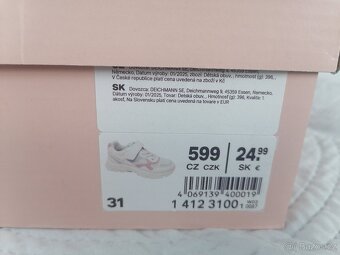 Německo, Datum výroby: 01/2025, zboží: Dětská obuv, , Hmotnost (g): 396,
v České republice platí cena uvedená na zboží v Kč
SK Dovozca: DEICHMANN SE, Deichmannweg 9, 45359 Essen, Nemecko,
Dátum výroby: 01/2025, Tovar: Detská obuv, , Hmotnosť (g): 396, Kvalita: I.
akosť, Na Slovensku platí cena uvedená na tovare v EUR
599 24.99
CZ CZK SK €
4 069139 400019
31 1 412 3100 1